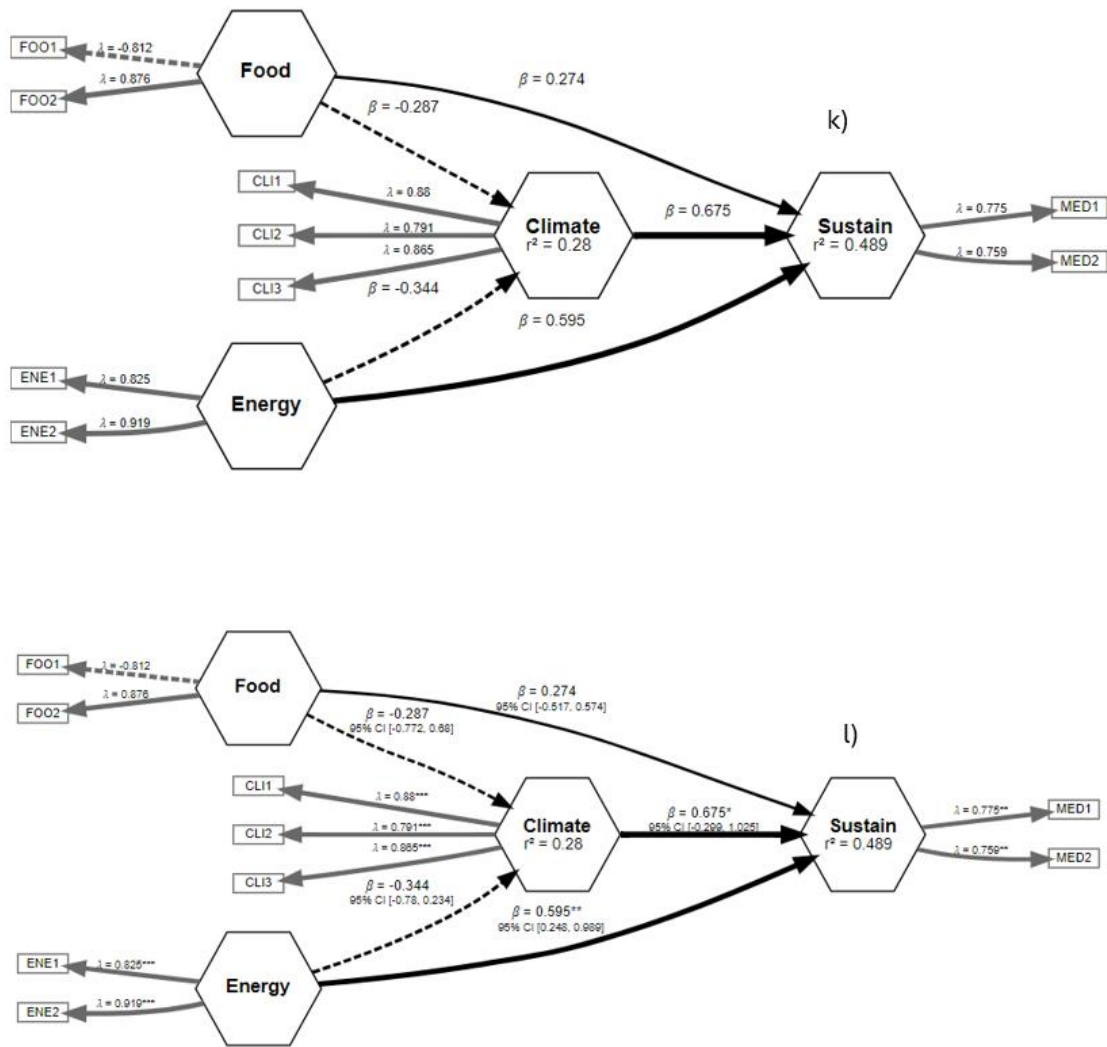 FOO1
λ = -0.812
FOO2
λ = 0.876
Food
β = 0.274
β = -0.287
k)
CLI1
λ = 0.88
CLI2
λ = 0.791
CLI3
λ = 0.865
Climate
r² = 0.28
β = 0.675
Sustain
r² = 0.489
λ = 0.775
MED1
λ = 0.759
MED2
β = -0.344
β = 0.595
ENE1
λ = 0.825
ENE2
λ = 0.919
Energy
FOO1
λ = -0.812
FOO2
λ = 0.876
Food
β = 0.274
95% CI [-0.517, 0.574]
β = -0.287
95% CI [-0.772, 0.68]
l)
CLI1
λ = 0.88***
CLI2
λ = 0.791***
CLI3
λ = 0.865***
Climate
r² = 0.28
β = 0.675*
95% CI [-0.299, 1.025]
Sustain
r² = 0.489
λ = 0.775**
MED1
λ = 0.759**
MED2
β = -0.344
95% CI [-0.78, 0.234]
β = 0.595**
95% CI [0.248, 0.989]
ENE1
λ = 0.825***
ENE2
λ = 0.919***
Energy